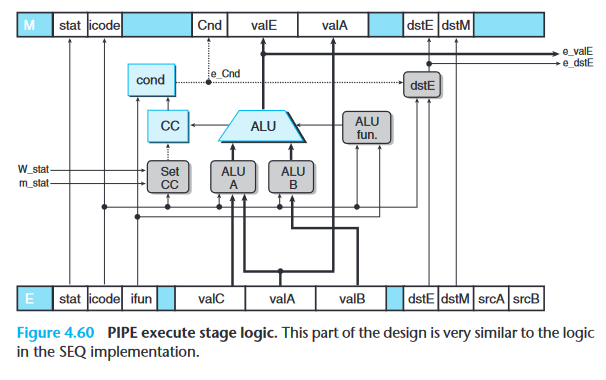 M stat icode Cnd valE valA dstE dstM
e_valE
e_dstE
cond e_Cnd dstE
CC ALU ALU
fun.
W_stat
m_stat
Set
CC
ALU
A
ALU
B
E stat icode ifun valC valA valB dstE dstM srcA srcB
Figure 4.60 PIPE execute stage logic. This part of the design is very similar to the logic
in the SEQ implementation.